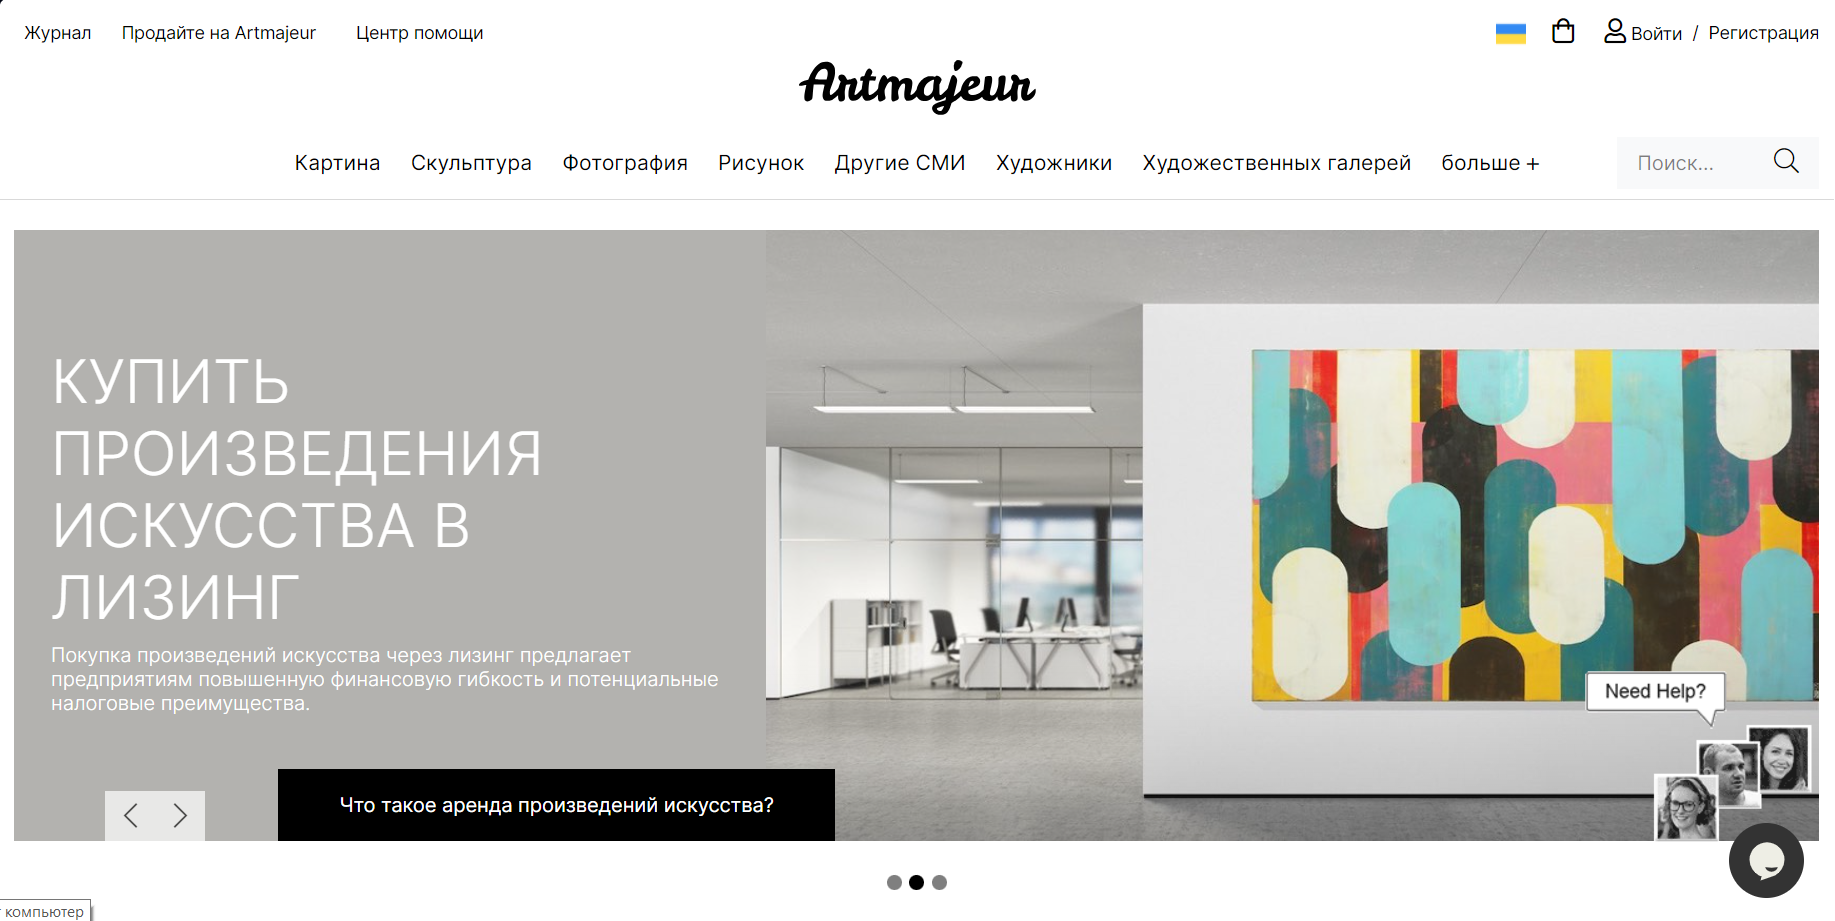 Журнал Продайте на Artmajeur Центр помощи Войти / Регистрация
Artmajeur
Картина Скульптура Фотография Рисунок Другие СМИ Художники Художественных галерей больше + Поиск...
КУПИТЬ
ПРОИЗВЕДЕНИЯ
ИСКУССТВА В
ЛИЗИНГ
Покупка произведений искусства через лизинг предлагает
предприятиям повышенную финансовую гибкость и потенциальные
налоговые преимущества.
Need Help?
Что такое аренда произведений искусства?
компьютер